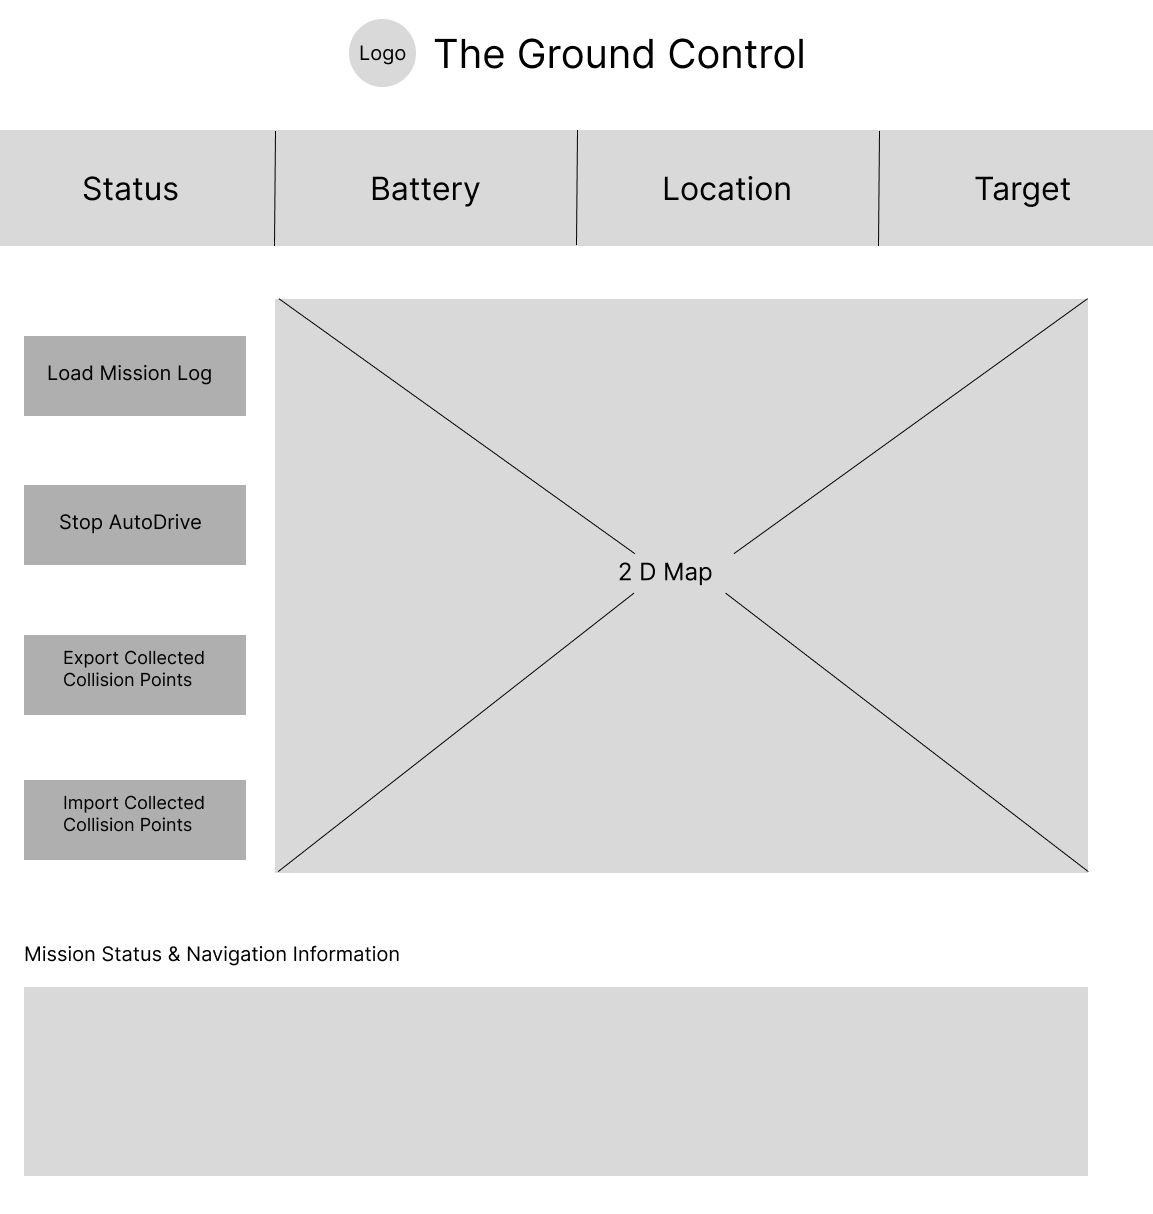 Logo
The Ground Control
Status
Battery
Location
Target
Load Mission Log
Stop AutoDrive
Export Collected
Collision Points
Import Collected
Collision Points
2 D Map
Mission Status & Navigation Information